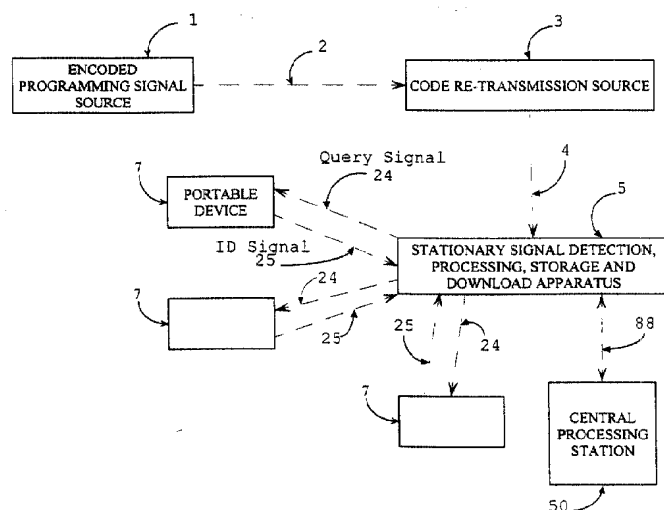 1
2
3
ENCODED
PROGRAMMING SIGNAL
SOURCE
CODE RE-TRANSMISSION SOURCE
Query Signal
24
4
5
7
PORTABLE
DEVICE
ID Signal
25
STATIONARY SIGNAL DETECTION,
PROCESSING, STORAGE AND
DOWNLOAD APPARATUS
24
7
25
25
24
88
7
CENTRAL
PROCESSING
STATION
50